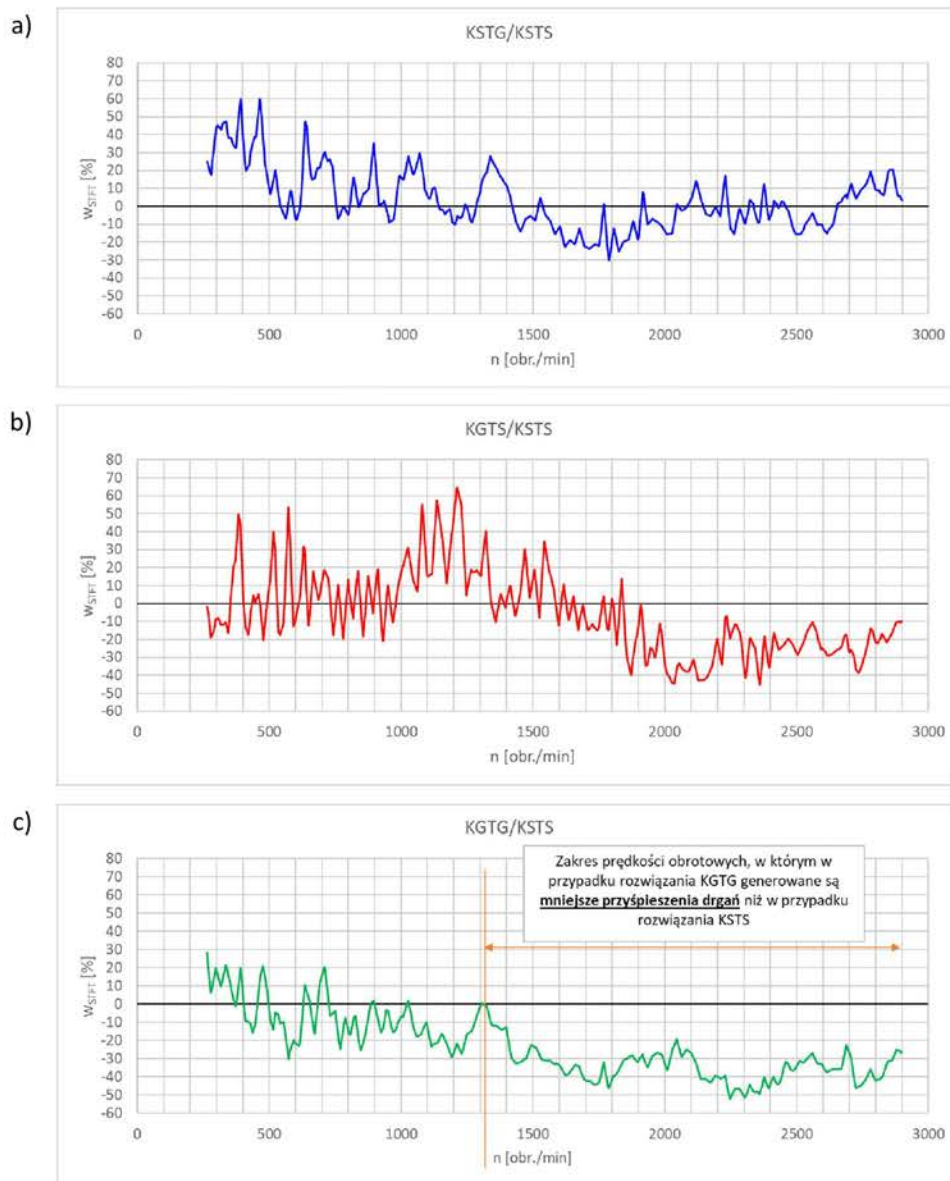 a)
KSTG/KSTS
80
70
60
50
40
30
20
10
0
-10
-20
-30
-40
-50
-60
wSTFT [%]
0 500 1000 1500 2000 2500 3000
n [obr./min]
b)
KGTS/KSTS
80
70
60
50
40
30
20
10
0
-10
-20
-30
-40
-50
-60
wSTFT [%]
0 500 1000 1500 2000 2500 3000
n [obr./min]
c)
KGTG/KSTS
Zakres prędkości obrotowych, w którym w
przypadku rozwiązania KGTG generowane są
mniejsze przyśpieszenia drgań niż w przypadku
rozwiązania KSTS
80
70
60
50
40
30
20
10
0
-10
-20
-30
-40
-50
-60
wSTFT [%]
0 500 1000 1500 2000 2500 3000
n [obr./min]